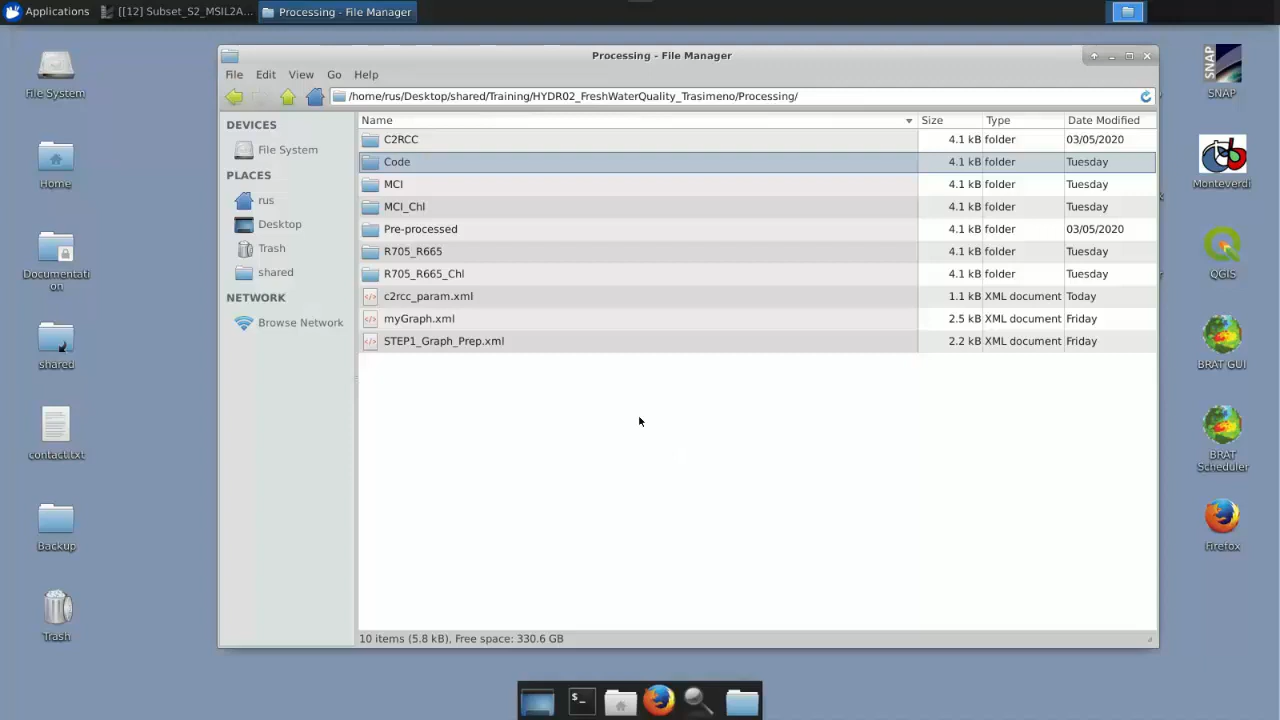 Applications
[[12] Subset_S2_MSIL2A...
Processing - File Manager
Processing - File Manager
File Edit View Go Help
/home/rus/Desktop/shared/Training/HYDR02_FreshWaterQuality_Trasimeno/Processing/
DEVICES
File System
PLACES
rus
Desktop
Trash
shared
NETWORK
Browse Network
Name Size Type Date Modified
C2RCC 4.1 kB folder 03/05/2020
Code 4.1 kB folder Tuesday
MCI 4.1 kB folder Tuesday
MCI_Chl 4.1 kB folder Tuesday
Pre-processed 4.1 kB folder 03/05/2020
R705_R665 4.1 kB folder Tuesday
R705_R665_Chl 4.1 kB folder Tuesday
c2rcc_param.xml 1.1 kB XML document Today
myGraph.xml 2.5 kB XML document Friday
STEP1_Graph_Prep.xml 2.2 kB XML document Friday
10 items (5.8 kB), Free space: 330.6 GB
File System
Home
Documentati
on
shared
contact.txt
Backup
Trash
SNAP
SNAP
Monteverdi
QGIS
BRAT GUI
BRAT
Scheduler
Firefox